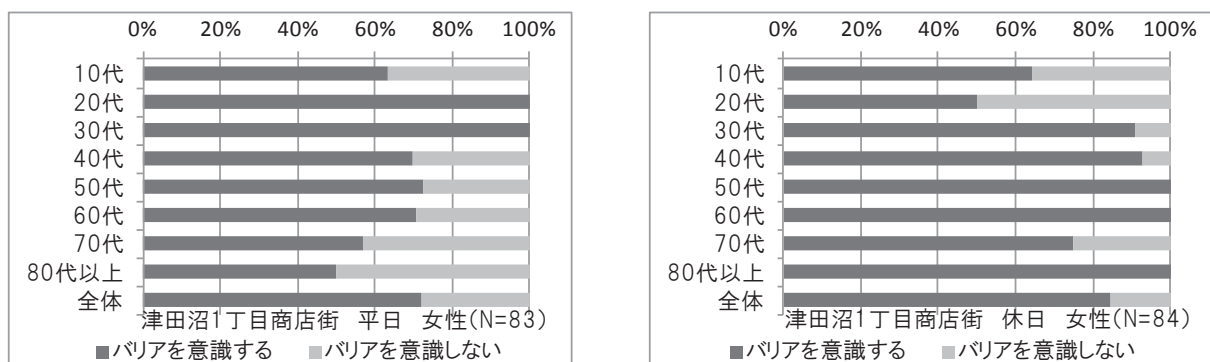 0% 20% 40% 60% 80% 100%
10代
20代
30代
40代
50代
60代
70代
80代以上
全体
津田沼1丁目商店街 平日 女性(N=83)
■バリアを意識する ■バリアを意識しない
0% 20% 40% 60% 80% 100%
10代
20代
30代
40代
50代
60代
70代
80代以上
全体
津田沼1丁目商店街 休日 女性(N=84)
■バリアを意識する ■バリアを意識しない